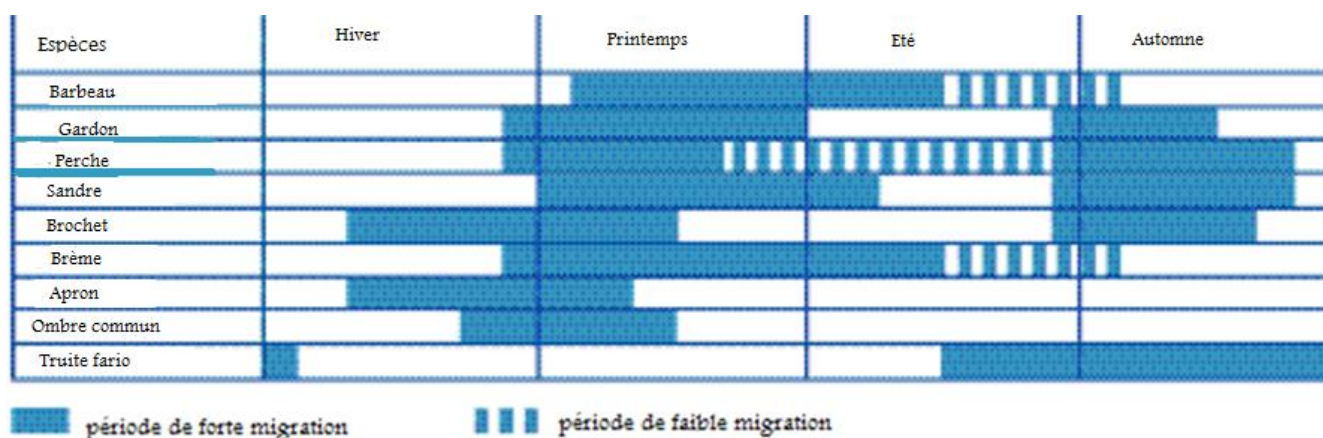 Espèces Hiver Printemps Eté Automne
Barbeau
Gardon
Perche
Sandre
Brochet
Brème
Apron
Ombre commun
Truite fario
période de forte migration période de faible migration